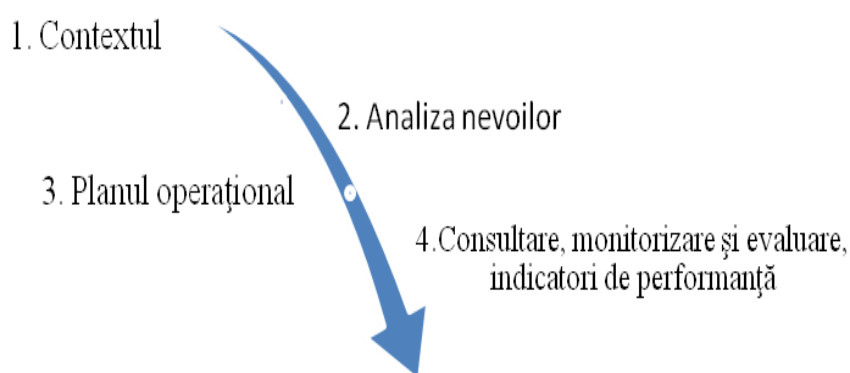 1. Contextul
2. Analiza nevoilor
3. Planul operaţional
4.Consultare, monitorizare şi evaluare,
indicatori de performanţă